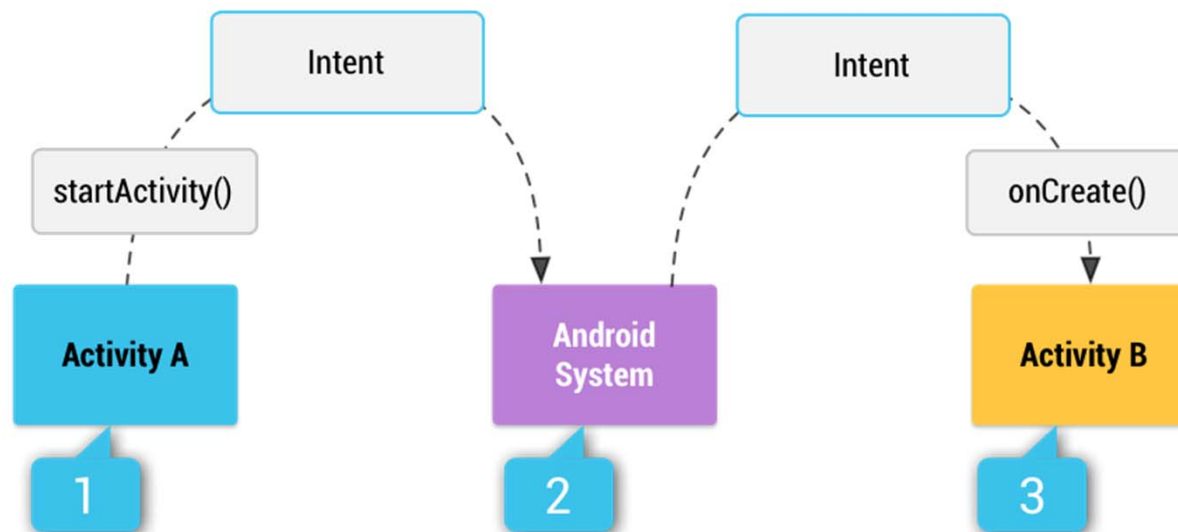 Intent
Intent
startActivity()
onCreate()
Activity A
Android
System
Activity B
1
2
3